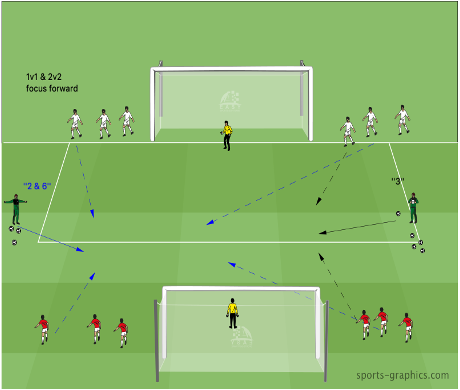 1v1 & 2v2
focus forward
"2 & 6"
"3"
sports-graphics.com